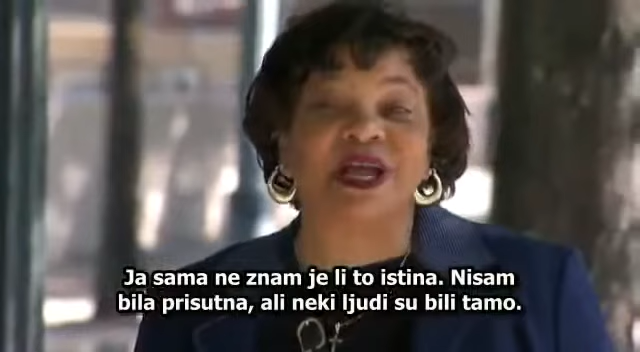 Ja sama ne znam je li to istina. Nisam
bila prisutna, ali neki ljudi su bili tamo.